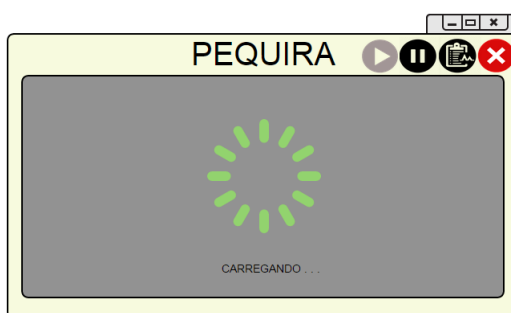 PEQUIRA
CARREGANDO . . .